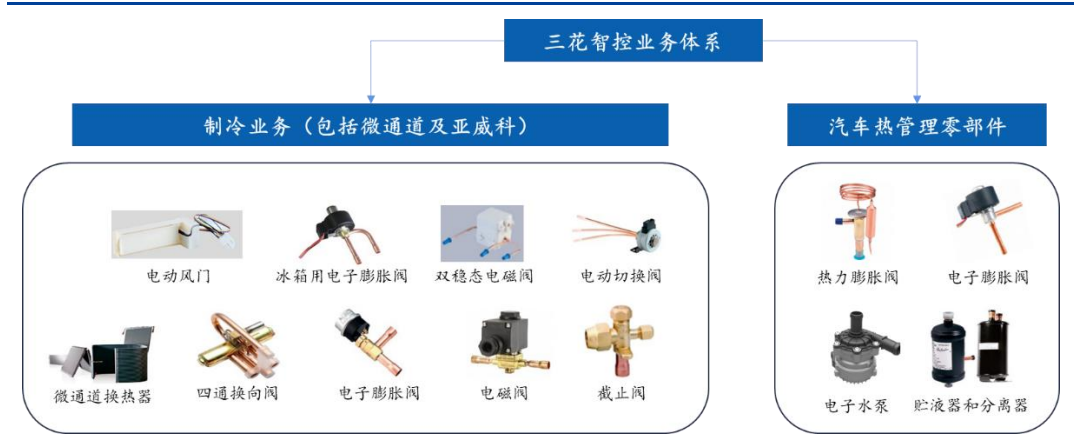 三花智控业务体系
制冷业务（包括微通道及亚威科）
汽车热管理零部件
电动风门
冰箱用电子膨胀阀
双稳态电磁阀
电动切换阀
微通道换热器
四通换向阀
电子膨胀阀
电磁阀
截止阀
热力膨胀阀
电子膨胀阀
电子水泵
贮液器和分离器